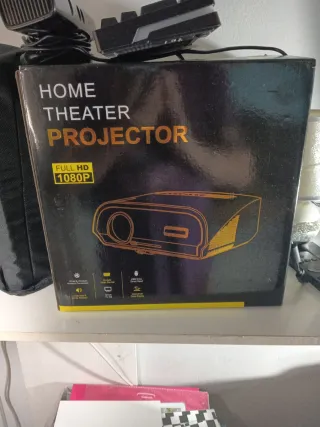 HOME
THEATER
PROJECTOR
FULL HD
1080P